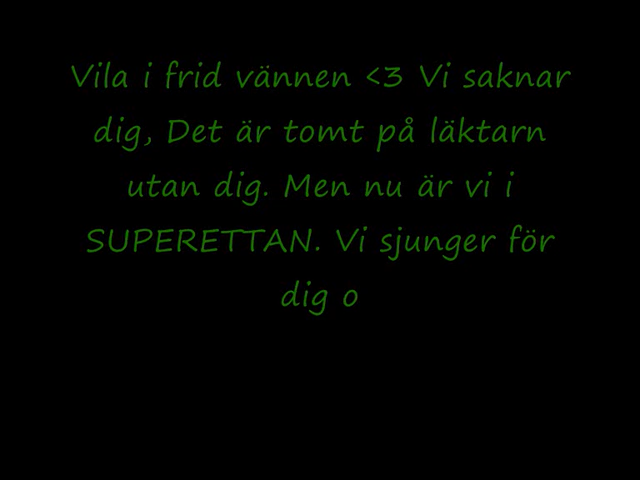 Vila i frid vännen <3 Vi saknar
dig, Det är tomt på läktarn
utan dig. Men nu är vi i
SUPERETTAN. Vi sjunger för
dig o